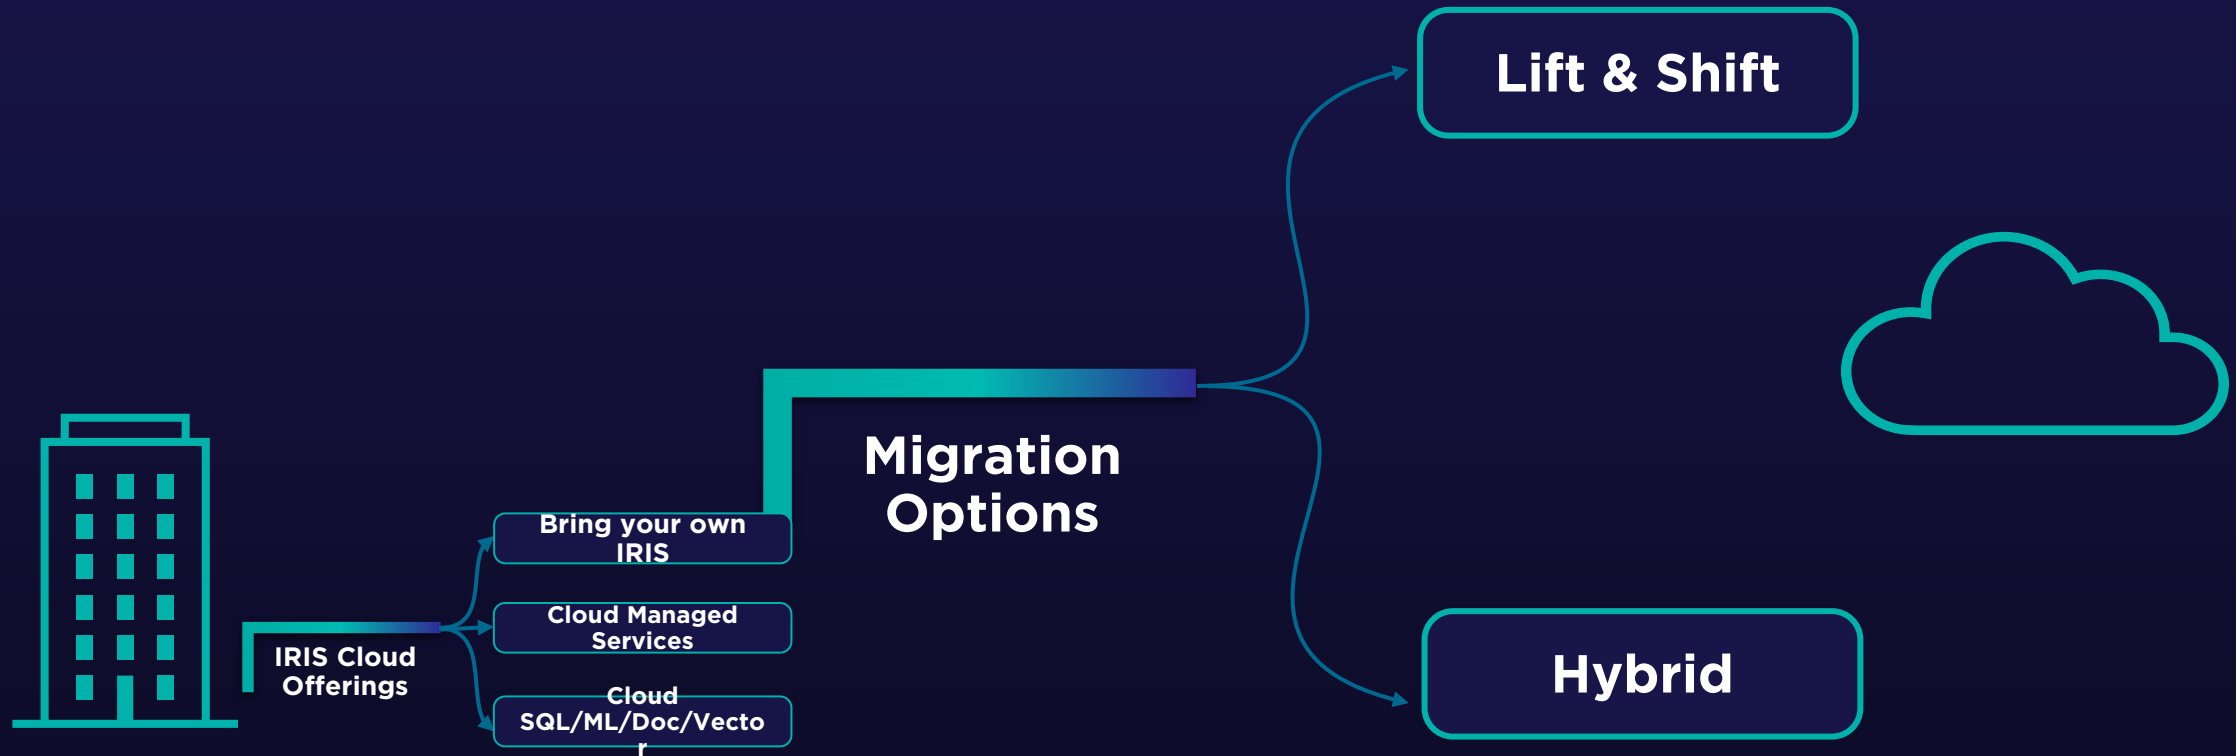 IRIS Cloud
Offerings
Bring your own
IRIS
Cloud Managed
Services
Cloud
SQL/ML/Doc/Vecto
r
Migration
Options
Lift & Shift
Hybrid